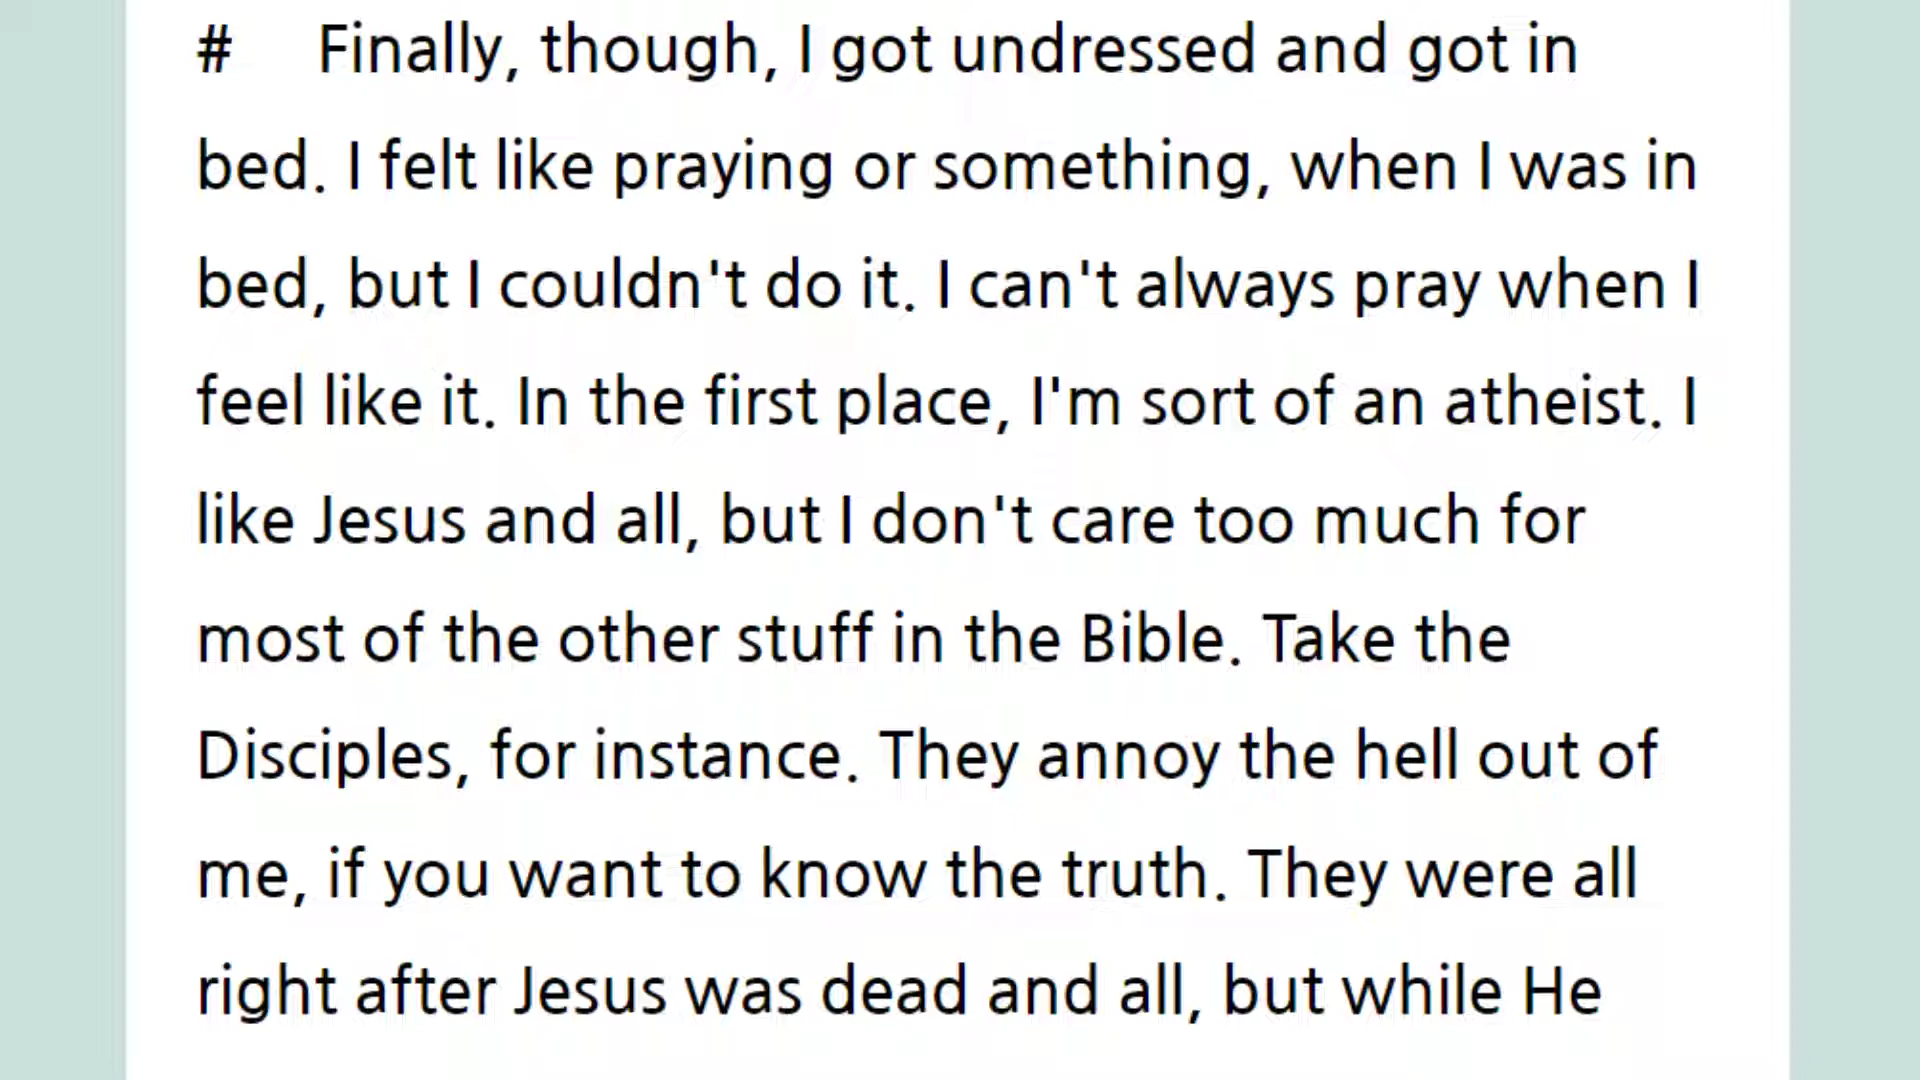 # Finally, though, I got undressed and got in
bed. I felt like praying or something, when I was in
bed, but I couldn't do it. I can't always pray when I
feel like it. In the first place, I'm sort of an atheist. I
like Jesus and all, but I don't care too much for
most of the other stuff in the Bible. Take the
Disciples, for instance. They annoy the hell out of
me, if you want to know the truth. They were all
right after Jesus was dead and all, but while He